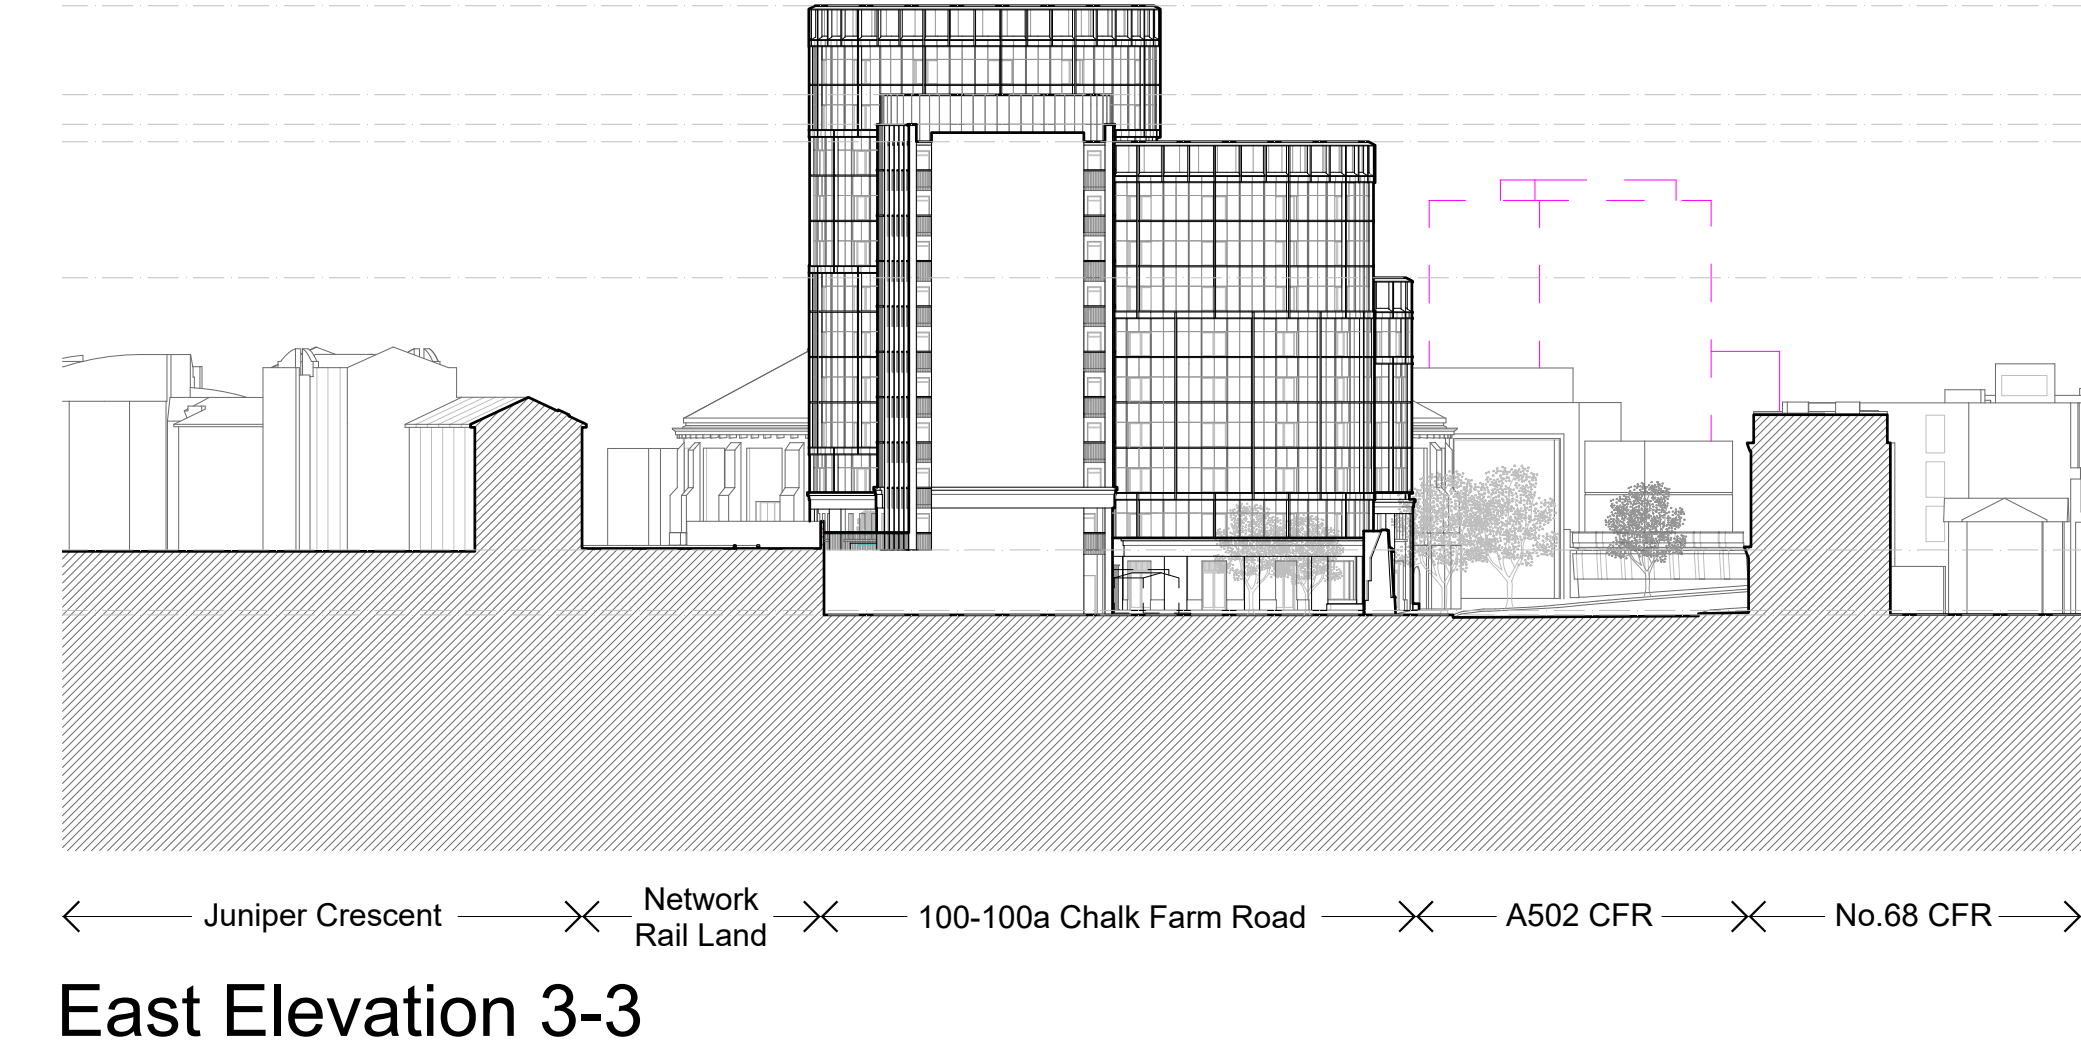 Juniper Crescent
Network
Rail Land
100-100a Chalk Farm Road
A502 CFR
No.68 CFR
East Elevation 3-3